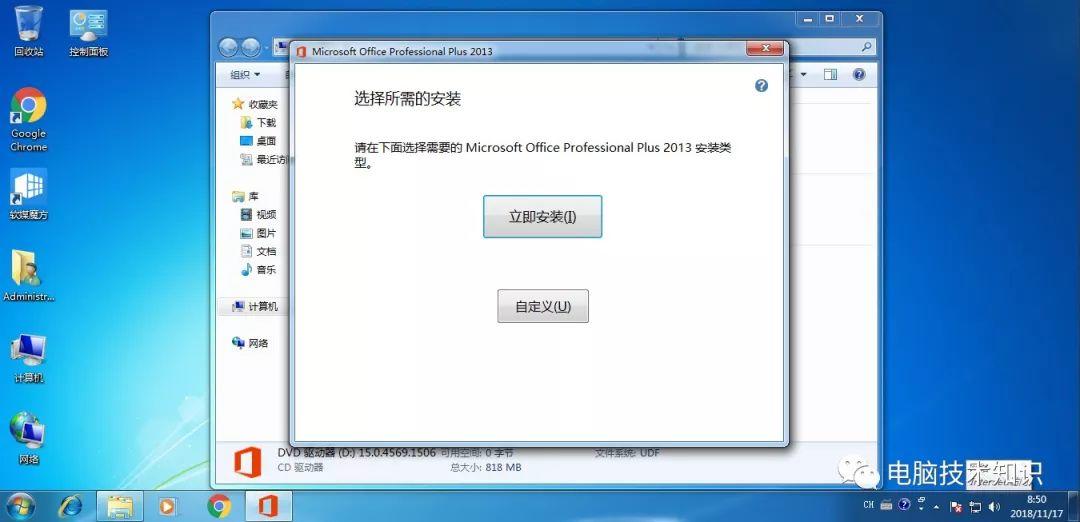 回收站
控制面板
Google
Chrome
软媒魔方
Administr...
计算机
网络
Microsoft Office Professional Plus 2013
组织
收藏夹
下载
桌面
最近访
库
视频
图片
文档
音乐
计算机
网络
选择所需的安装
请在下面选择需要的 Microsoft Office Professional Plus 2013 安装类
型。
立即安装(I)
自定义(U)
DVD 驱动器 (D:) 15.0.4569.1506 可用空间: 0 字节 文件系统: UDF
CD 驱动器 总大小: 818 MB
电脑技术知识
CH
8:50
2018/11/17